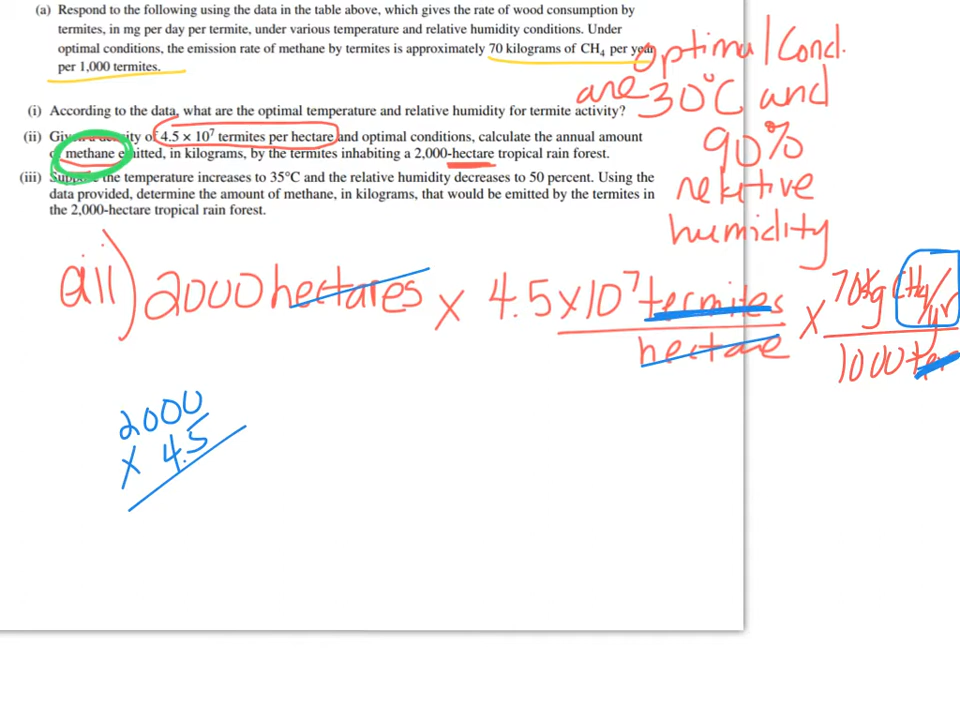 (a) Respond to the following using the data in the table above, which gives the rate of wood consumption by
termites, in mg per day per termite, under various temperature and relative humidity conditions. Under
optimal conditions, the emission rate of methane by termites is approximately 70 kilograms of CH₄ per year
per 1,000 termites.
(i) According to the data, what are the optimal temperature and relative humidity for termite activity?
(ii) Given a density of 4.5 × 10⁷ termites per hectare and optimal conditions, calculate the annual amount
of methane emitted, in kilograms, by the termites inhabiting a 2,000-hectare tropical rain forest.
(iii) Suppose the temperature increases to 35°C and the relative humidity decreases to 50 percent. Using the
data provided, determine the amount of methane, in kilograms, that would be emitted by the termites in
the 2,000-hectare tropical rain forest.
Optimal Cond.
are 30°C and
90%
relative
humidity
aii) 2000 hectares × 4.5×10⁷ termites × 70kg CH₄/yr
hectare 1000 ter
2000
× 4.5